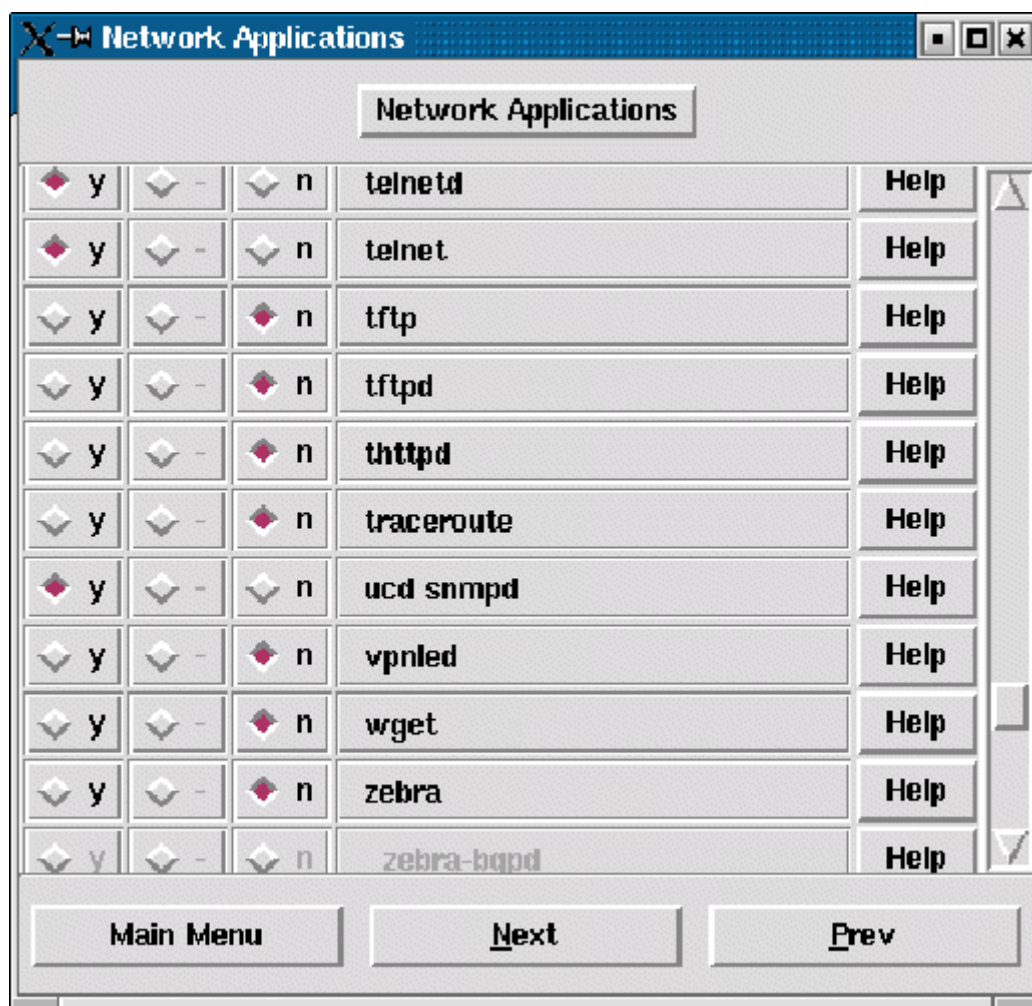 Network Applications
Network Applications
y - n telnetd Help
y - n telnet Help
y - n tftp Help
y - n tftpd Help
y - n thttpd Help
y - n traceroute Help
y - n ucd snmpd Help
y - n vpnled Help
y - n wget Help
y - n zebra Help
y - n zebra-bgpd Help
Main Menu Next Prev